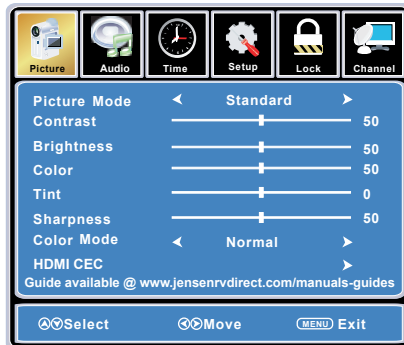 Picture Audio Time Setup Lock Channel
Picture Mode Standard
Contrast 50
Brightness 50
Color 50
Tint 0
Sharpness 50
Color Mode Normal
HDMI CEC
Guide available @ www.jensenrvdirect.com/manuals-guides
Select Move MENU Exit